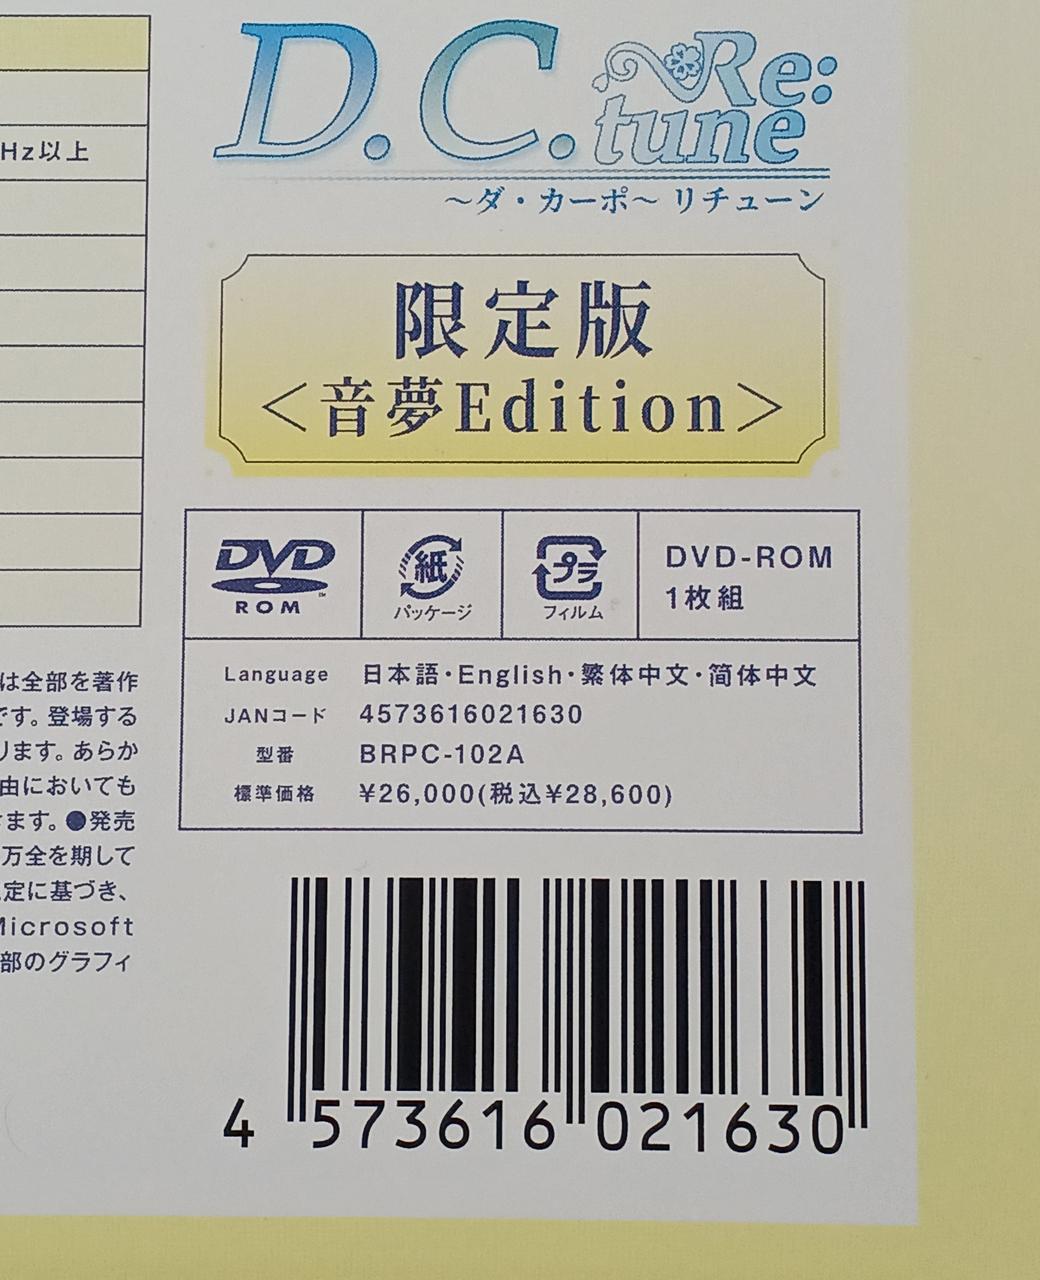 D.C. Re:tune
～ダ・カーポ～ リチューン
限定版
＜音夢Edition＞
Hz以上
DVD
ROM
紙
パッケージ
プラ
フィルム
DVD-ROM
1枚組
Language 日本語・English・繁体中文・简体中文
JANコード 4573616021630
型番 BRPC-102A
標準価格 ¥26,000(税込¥28,600)
は全部を著作
です。登場する
ります。あらか
由においても
ます。●発売
万全を期して
定に基づき、
Microsoft
部のグラフィ
4 573616 021630